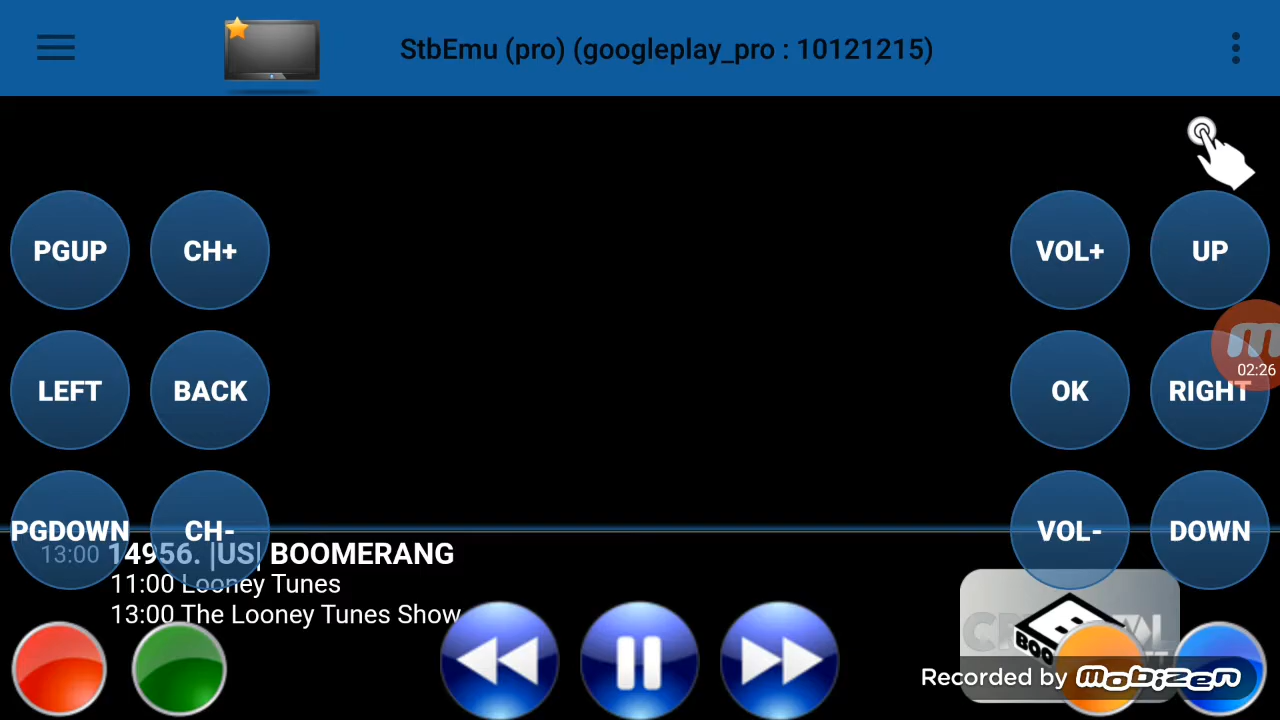 StbEmu (pro) (googleplay_pro : 10121215)
PGUP
CH+
VOL+
UP
02:26
LEFT
BACK
OK
RIGHT
PGDOWN
CH-
VOL-
DOWN
13:00 14956. |US| BOOMERANG
11:00 Looney Tunes
13:00 The Looney Tunes Show
Recorded by mobizen